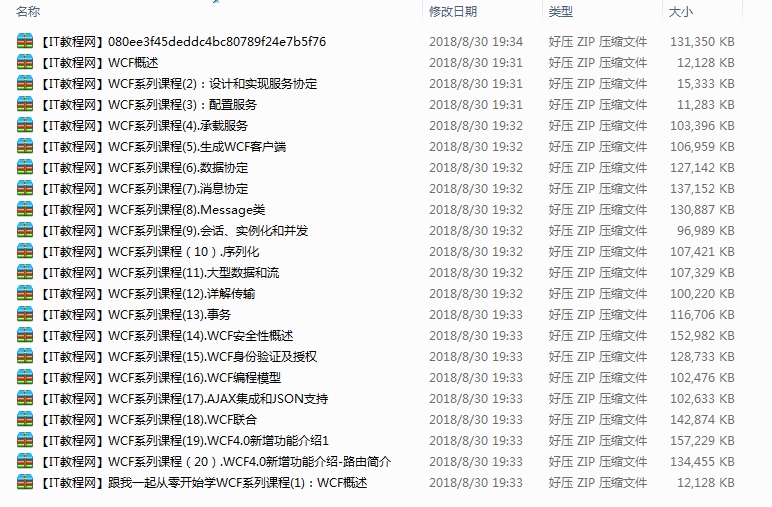 名称 修改日期 类型 大小
【IT教程网】080ee3f45deddc4bc80789f24e7b5f76 2018/8/30 19:34 好压 ZIP 压缩文件 131,350 KB
【IT教程网】WCF概述 2018/8/30 19:31 好压 ZIP 压缩文件 12,128 KB
【IT教程网】WCF系列课程(2)：设计和实现服务协定 2018/8/30 19:31 好压 ZIP 压缩文件 15,333 KB
【IT教程网】WCF系列课程(3)：配置服务 2018/8/30 19:31 好压 ZIP 压缩文件 11,283 KB
【IT教程网】WCF系列课程(4).承载服务 2018/8/30 19:32 好压 ZIP 压缩文件 103,396 KB
【IT教程网】WCF系列课程(5).生成WCF客户端 2018/8/30 19:32 好压 ZIP 压缩文件 106,959 KB
【IT教程网】WCF系列课程(6).数据协定 2018/8/30 19:32 好压 ZIP 压缩文件 127,142 KB
【IT教程网】WCF系列课程(7).消息协定 2018/8/30 19:32 好压 ZIP 压缩文件 137,152 KB
【IT教程网】WCF系列课程(8).Message类 2018/8/30 19:32 好压 ZIP 压缩文件 130,887 KB
【IT教程网】WCF系列课程(9).会话、实例化和并发 2018/8/30 19:32 好压 ZIP 压缩文件 96,989 KB
【IT教程网】WCF系列课程（10）.序列化 2018/8/30 19:32 好压 ZIP 压缩文件 107,421 KB
【IT教程网】WCF系列课程(11).大型数据和流 2018/8/30 19:32 好压 ZIP 压缩文件 107,329 KB
【IT教程网】WCF系列课程(12).详解传输 2018/8/30 19:32 好压 ZIP 压缩文件 100,220 KB
【IT教程网】WCF系列课程(13).事务 2018/8/30 19:33 好压 ZIP 压缩文件 116,706 KB
【IT教程网】WCF系列课程(14).WCF安全性概述 2018/8/30 19:33 好压 ZIP 压缩文件 152,982 KB
【IT教程网】WCF系列课程(15).WCF身份验证及授权 2018/8/30 19:33 好压 ZIP 压缩文件 128,733 KB
【IT教程网】WCF系列课程(16).WCF编程模型 2018/8/30 19:33 好压 ZIP 压缩文件 102,476 KB
【IT教程网】WCF系列课程(17).AJAX集成和JSON支持 2018/8/30 19:33 好压 ZIP 压缩文件 102,633 KB
【IT教程网】WCF系列课程(18).WCF联合 2018/8/30 19:33 好压 ZIP 压缩文件 142,874 KB
【IT教程网】WCF系列课程(19).WCF4.0新增功能介绍1 2018/8/30 19:33 好压 ZIP 压缩文件 157,229 KB
【IT教程网】WCF系列课程（20）.WCF4.0新增功能介绍-路由简介 2018/8/30 19:33 好压 ZIP 压缩文件 134,455 KB
【IT教程网】跟我一起从零开始学WCF系列课程(1)：WCF概述 2018/8/30 19:33 好压 ZIP 压缩文件 12,128 KB